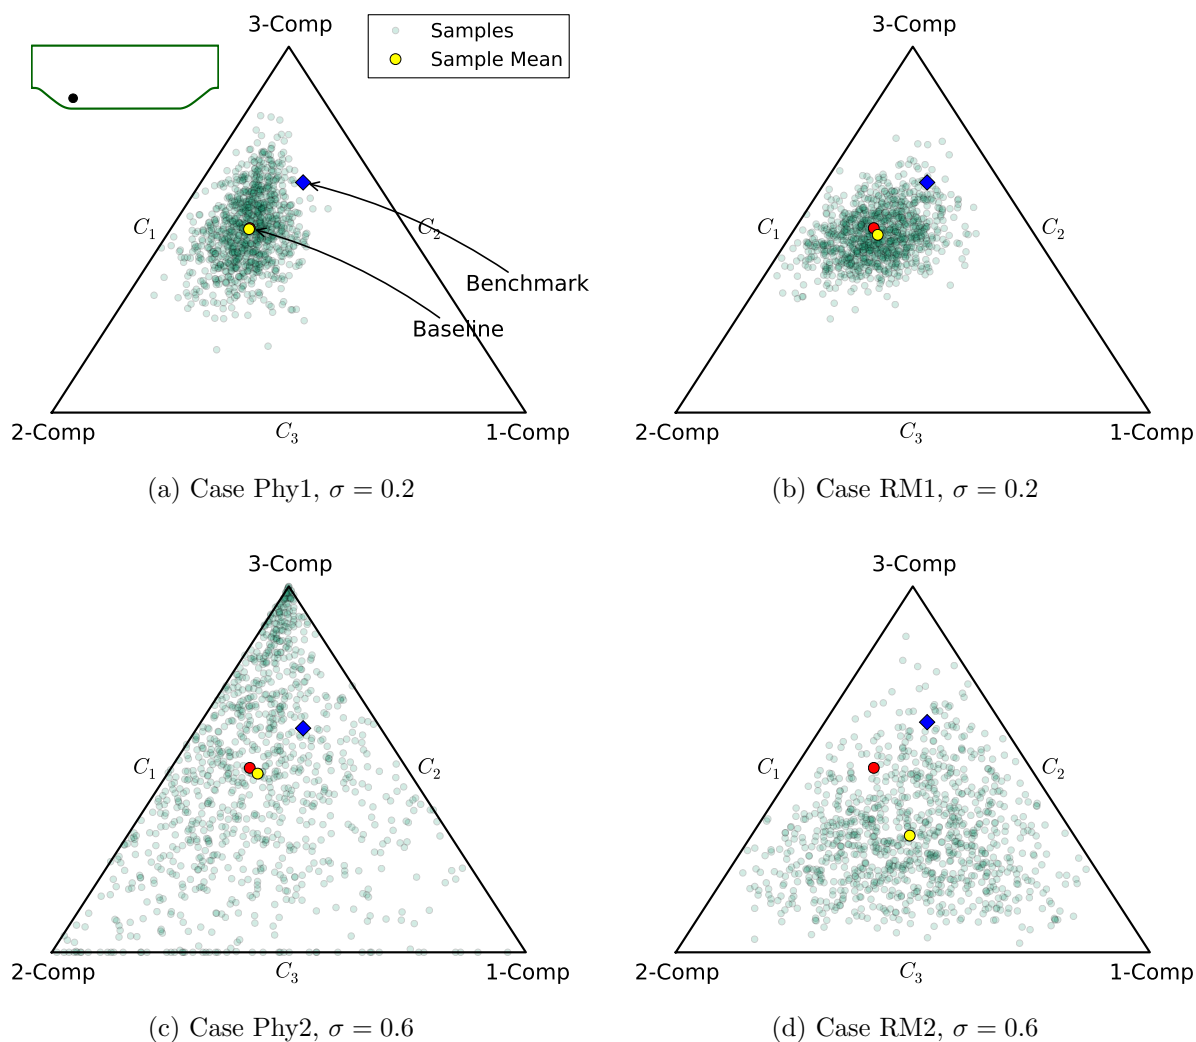 3-Comp
Samples
Sample Mean
C1
C2
Benchmark
Baseline
2-Comp
C3
1-Comp
(a) Case Phy1, σ = 0.2
3-Comp
C1
C2
2-Comp
C3
1-Comp
(b) Case RM1, σ = 0.2
3-Comp
C1
C2
2-Comp
C3
1-Comp
(c) Case Phy2, σ = 0.6
3-Comp
C1
C2
2-Comp
C3
1-Comp
(d) Case RM2, σ = 0.6